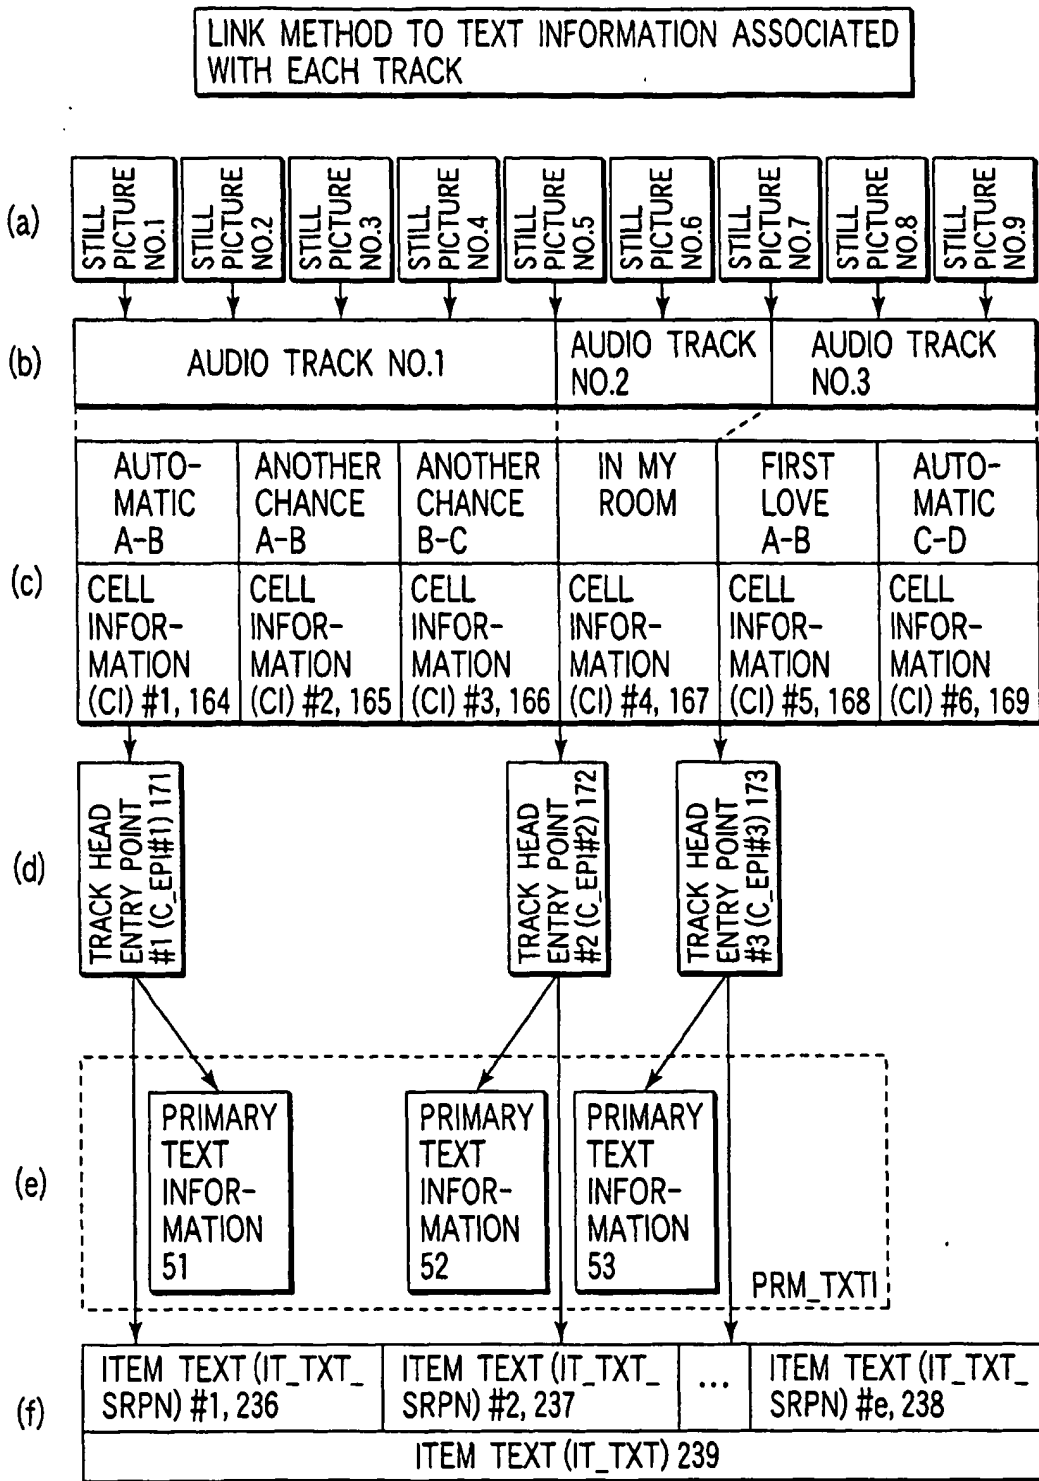 LINK METHOD TO TEXT INFORMATION ASSOCIATED
WITH EACH TRACK
(a)
STILL
PICTURE
NO.1
STILL
PICTURE
NO.2
STILL
PICTURE
NO.3
STILL
PICTURE
NO.4
STILL
PICTURE
NO.5
STILL
PICTURE
NO.6
STILL
PICTURE
NO.7
STILL
PICTURE
NO.8
STILL
PICTURE
NO.9
(b)
AUDIO TRACK NO.1
AUDIO TRACK
NO.2
AUDIO TRACK
NO.3
(c)
AUTO-
MATIC
A-B
ANOTHER
CHANCE
A-B
ANOTHER
CHANCE
B-C
IN MY
ROOM
FIRST
LOVE
A-B
AUTO-
MATIC
C-D
CELL
INFOR-
MATION
(CI) #1, 164
CELL
INFOR-
MATION
(CI) #2, 165
CELL
INFOR-
MATION
(CI) #3, 166
CELL
INFOR-
MATION
(CI) #4, 167
CELL
INFOR-
MATION
(CI) #5, 168
CELL
INFOR-
MATION
(CI) #6, 169
(d)
TRACK HEAD
ENTRY POINT
#1 (C_EPI#1) 171
TRACK HEAD
ENTRY POINT
#2 (C_EPI#2) 172
TRACK HEAD
ENTRY POINT
#3 (C_EPI#3) 173
(e)
PRIMARY
TEXT
INFOR-
MATION
51
PRIMARY
TEXT
INFOR-
MATION
52
PRIMARY
TEXT
INFOR-
MATION
53
PRM_TXTI
(f)
ITEM TEXT (IT_TXT_
SRPN) #1, 236
ITEM TEXT (IT_TXT_
SRPN) #2, 237
...
ITEM TEXT (IT_TXT_
SRPN) #e, 238
ITEM TEXT (IT_TXT) 239